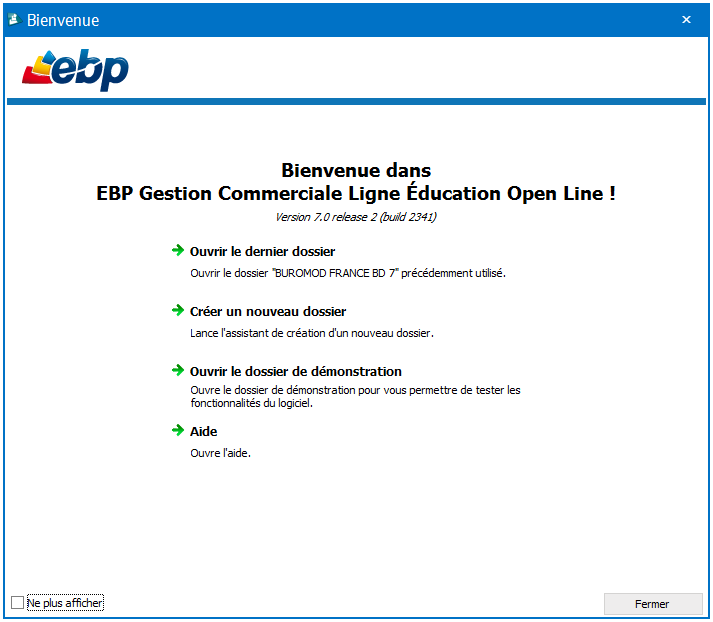 Bienvenue
ebp
Bienvenue dans
EBP Gestion Commerciale Ligne Éducation Open Line !
Version 7.0 release 2 (build 2341)
Ouvrir le dernier dossier
Ouvrir le dossier "BUROMOD FRANCE BD 7" précédemment utilisé.
Créer un nouveau dossier
Lance l'assistant de création d'un nouveau dossier.
Ouvrir le dossier de démonstration
Ouvre le dossier de démonstration pour vous permettre de tester les
fonctionnalités du logiciel.
Aide
Ouvre l'aide.
Ne plus afficher
Fermer